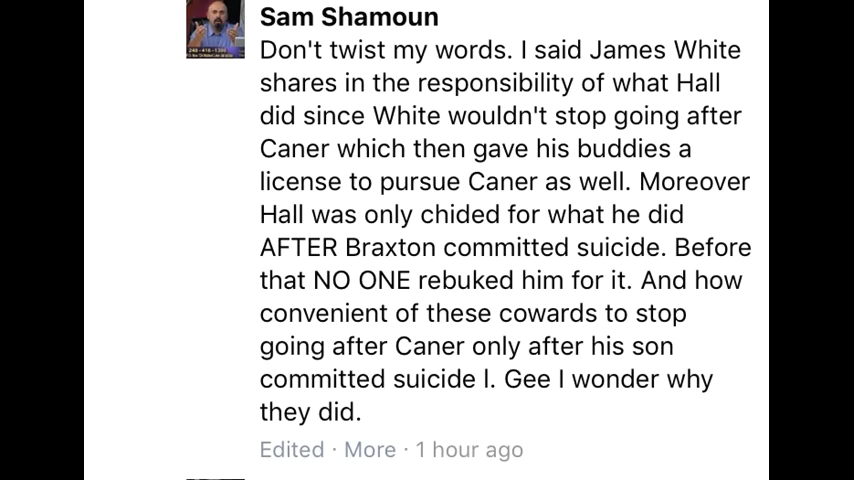 Sam Shamoun
Don't twist my words. I said James White
shares in the responsibility of what Hall
did since White wouldn't stop going after
Caner which then gave his buddies a
license to pursue Caner as well. Moreover
Hall was only chided for what he did
AFTER Braxton committed suicide. Before
that NO ONE rebuked him for it. And how
convenient of these cowards to stop
going after Caner only after his son
committed suicide l. Gee I wonder why
they did.
Edited · More · 1 hour ago